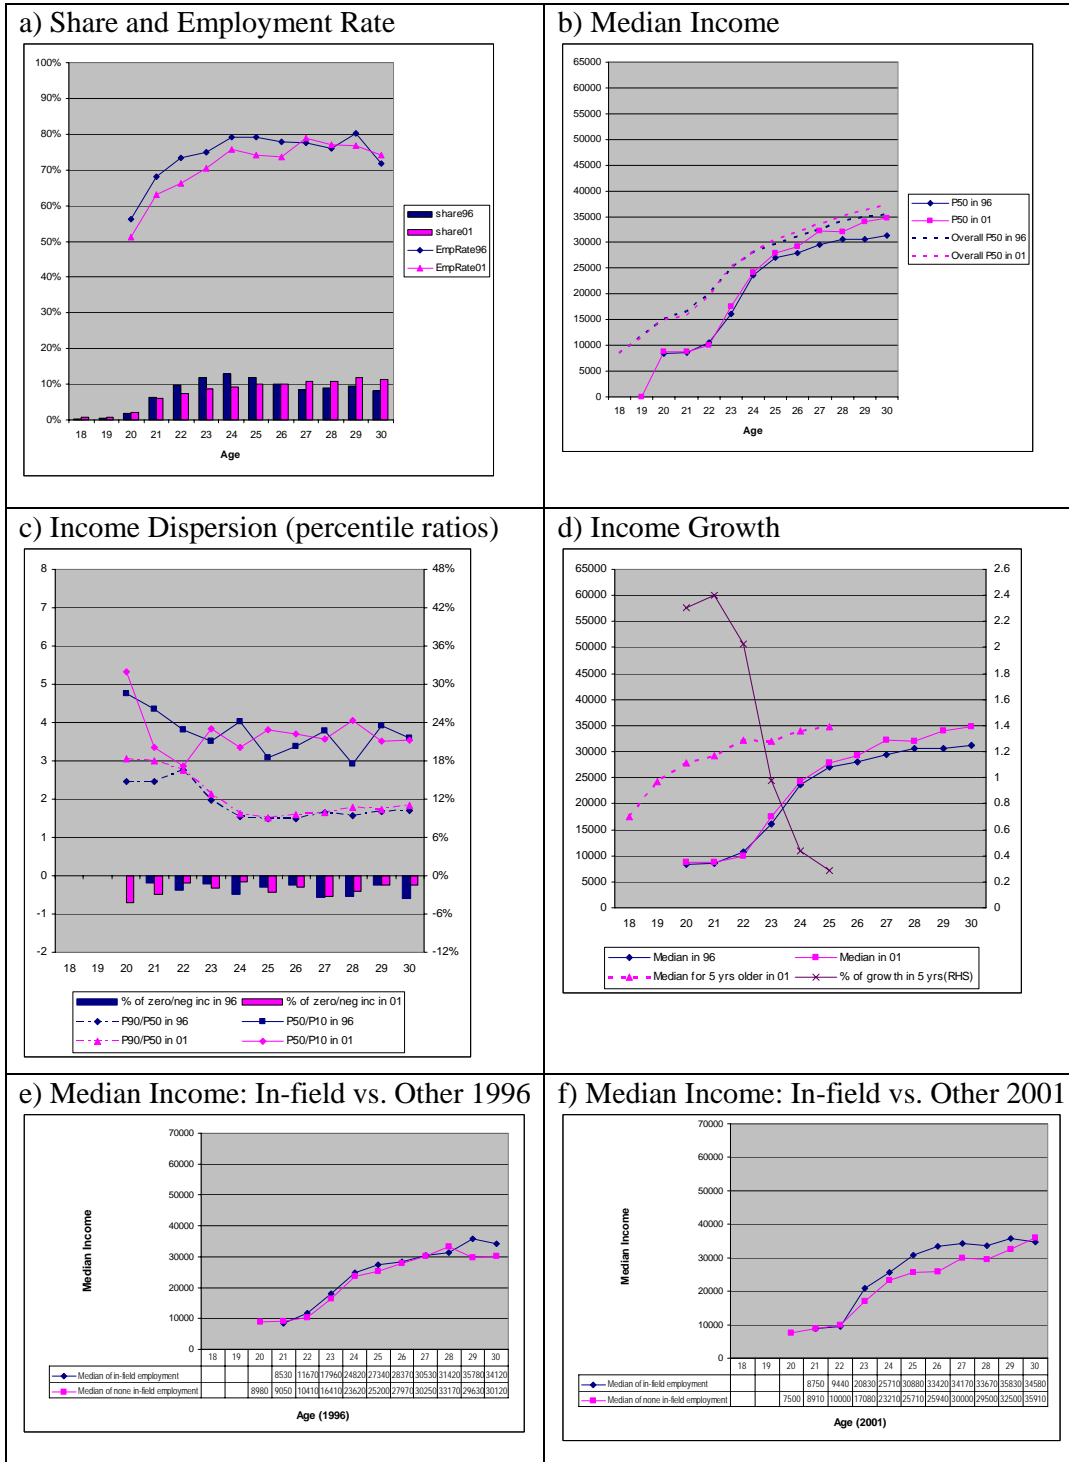 a) Share and Employment Rate
100%
90%
80%
70%
60%
50%
40%
30%
20%
10%
0%
18 19 20 21 22 23 24 25 26 27 28 29 30
Age
share96
share01
EmpRate96
EmpRate01
b) Median Income
65000
60000
55000
50000
45000
40000
35000
30000
25000
20000
15000
10000
5000
0
18 19 20 21 22 23 24 25 26 27 28 29 30
Age
P50 in 96
P50 in 01
Overall P50 in 96
Overall P50 in 01
c) Income Dispersion (percentile ratios)
8 48%
7 42%
6 36%
5 30%
4 24%
3 18%
2 12%
1 6%
0 0%
-1 -6%
-2 -12%
18 19 20 21 22 23 24 25 26 27 28 29 30
% of zero/neg inc in 96 % of zero/neg inc in 01
P90/P50 in 96 P50/P10 in 96
P90/P50 in 01 P50/P10 in 01
d) Income Growth
65000 2.6
60000 2.4
55000 2.2
50000 2
45000 1.8
40000 1.6
35000 1.4
30000 1.2
25000 1
20000 0.8
15000 0.6
10000 0.4
5000 0.2
0 0
18 19 20 21 22 23 24 25 26 27 28 29 30
Median in 96 Median in 01
Median for 5 yrs older in 01 % of growth in 5 yrs(RHS)
e) Median Income: In-field vs. Other 1996
70000
60000
50000
40000
30000
20000
10000
0
Median Income
18 19 20 21 22 23 24 25 26 27 28 29 30
Median of in-field employment 8530 11670 17960 24820 27340 28370 30530 31420 35780 34120
Median of none in-field employment 8980 9050 10410 16410 23620 25200 27970 30250 33170 29630 30120
Age (1996)
f) Median Income: In-field vs. Other 2001
70000
60000
50000
40000
30000
20000
10000
0
Median Income
18 19 20 21 22 23 24 25 26 27 28 29 30
Median of in-field employment 8750 9440 20830 25710 30880 33420 34170 33670 35830 34580
Median of none in-field employment 7500 8910 10000 17080 23210 25710 25940 30000 29500 32500 35910
Age (2001)